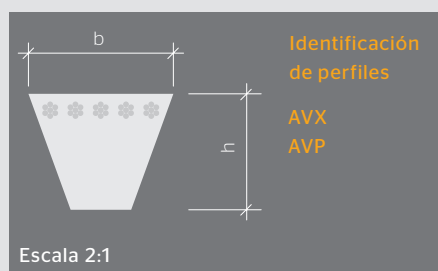 b
Identificación
de perfiles
AVX
AVP
h
Escala 2:1